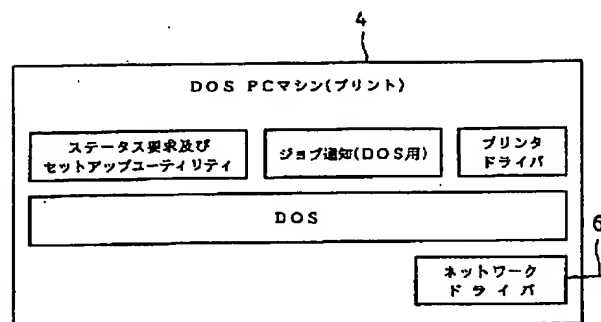 4
DOS PCマシン(プリント)
ステータス要求及び
セットアップユーティリティ
ジョブ通知(DOS用)
プリンタ
ドライバ
DOS
ネットワーク
ドライバ
6